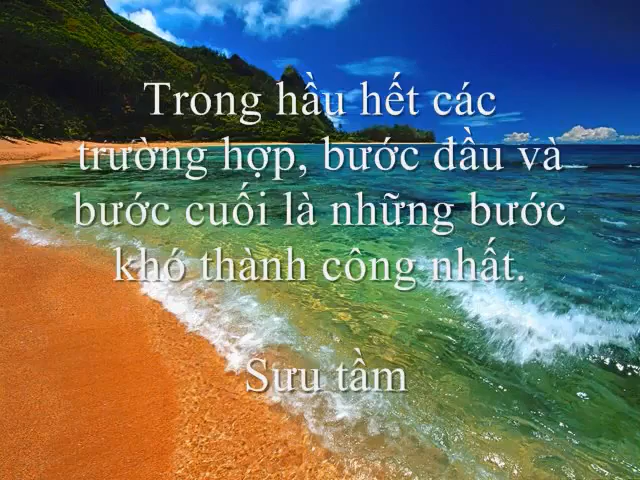 Trong hầu hết các
trường hợp, bước đầu và
bước cuối là những bước
khó thành công nhất.
Sưu tầm